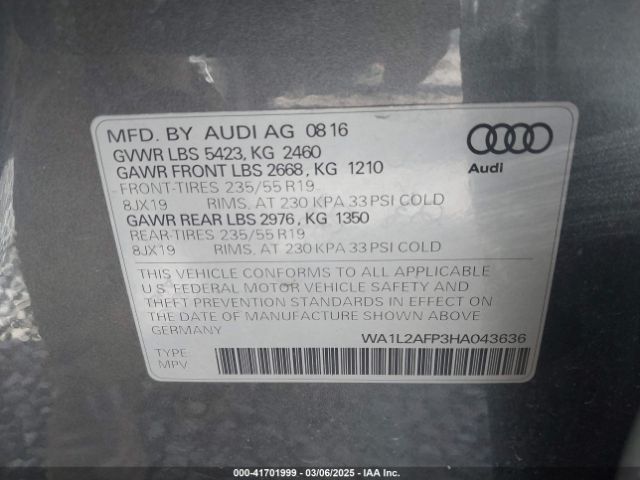 MFD. BY AUDI AG 08 16
GVWR LBS 5423, KG 2460
GAWR FRONT LBS 2668, KG 1210
FRONT-TIRES 235/55 R19
8JX19 RIMS. AT 230 KPA 33 PSI COLD
GAWR REAR LBS 2976, KG 1350
REAR-TIRES 235/55 R19
8JX19 RIMS. AT 230 KPA 33 PSI COLD
Audi
THIS VEHICLE CONFORMS TO ALL APPLICABLE
U.S. FEDERAL MOTOR VEHICLE SAFETY AND
THEFT PREVENTION STANDARDS IN EFFECT ON
THE DATE OF MANUFACTURE SHOWN ABOVE
GERMANY
WA1L2AFP3HA043636
TYPE:
MPV
000-41701999 — 03/06/2025 — IAA Inc.